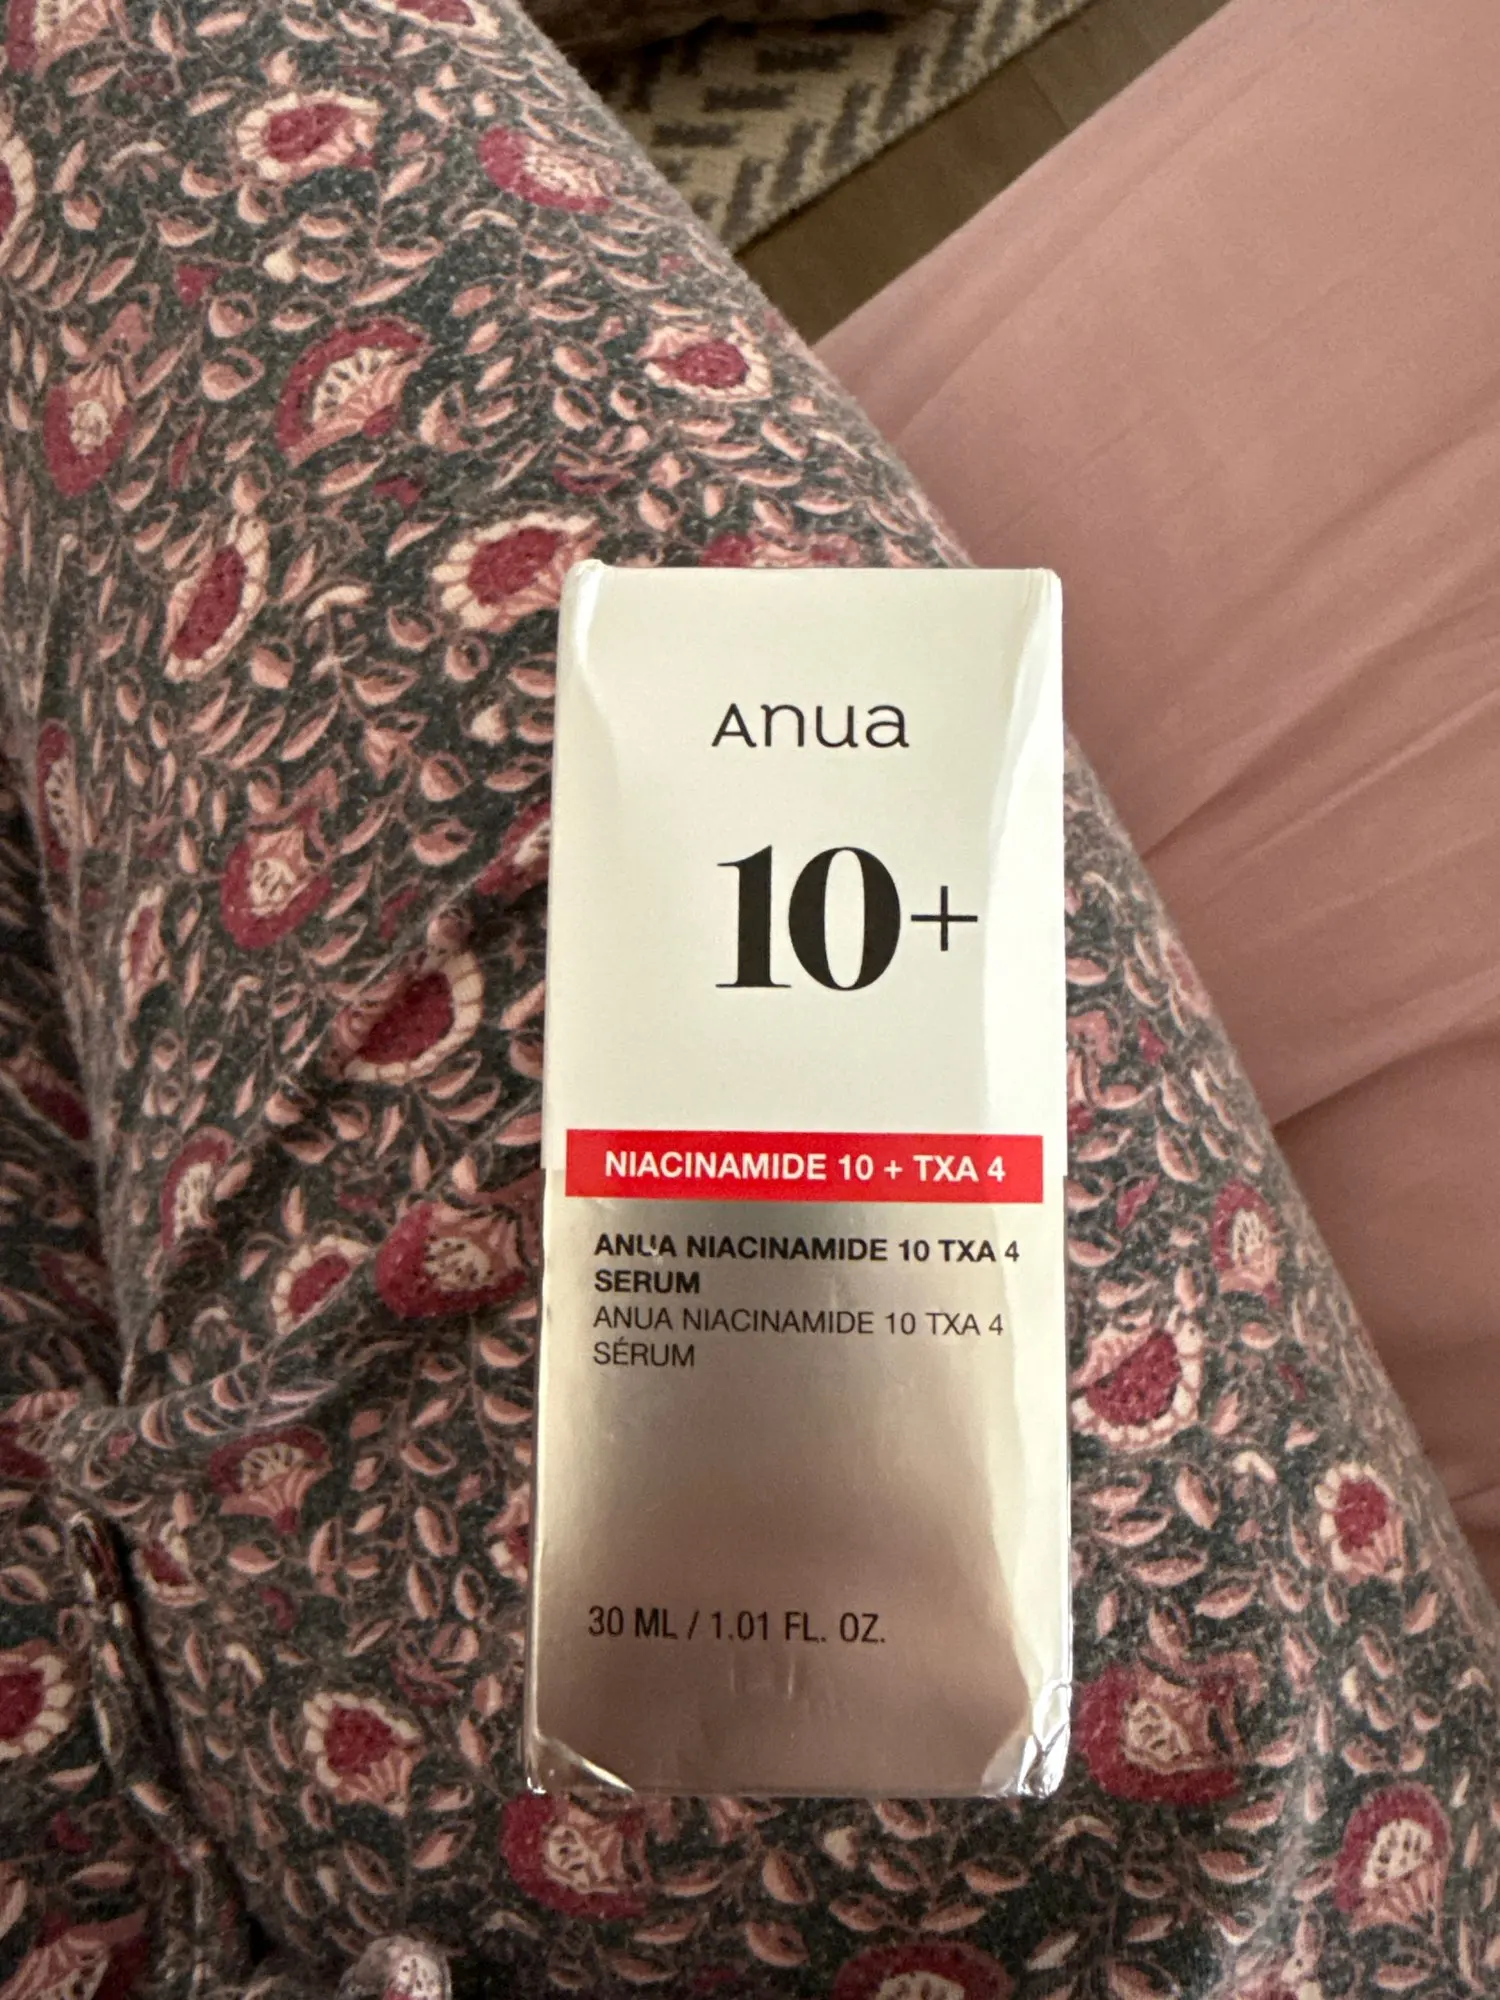 Anua
10+
NIACINAMIDE 10 + TXA 4
ANUA NIACINAMIDE 10 TXA 4
SERUM
ANUA NIACINAMIDE 10 TXA 4
SÉRUM
30 ML / 1.01 FL. OZ.